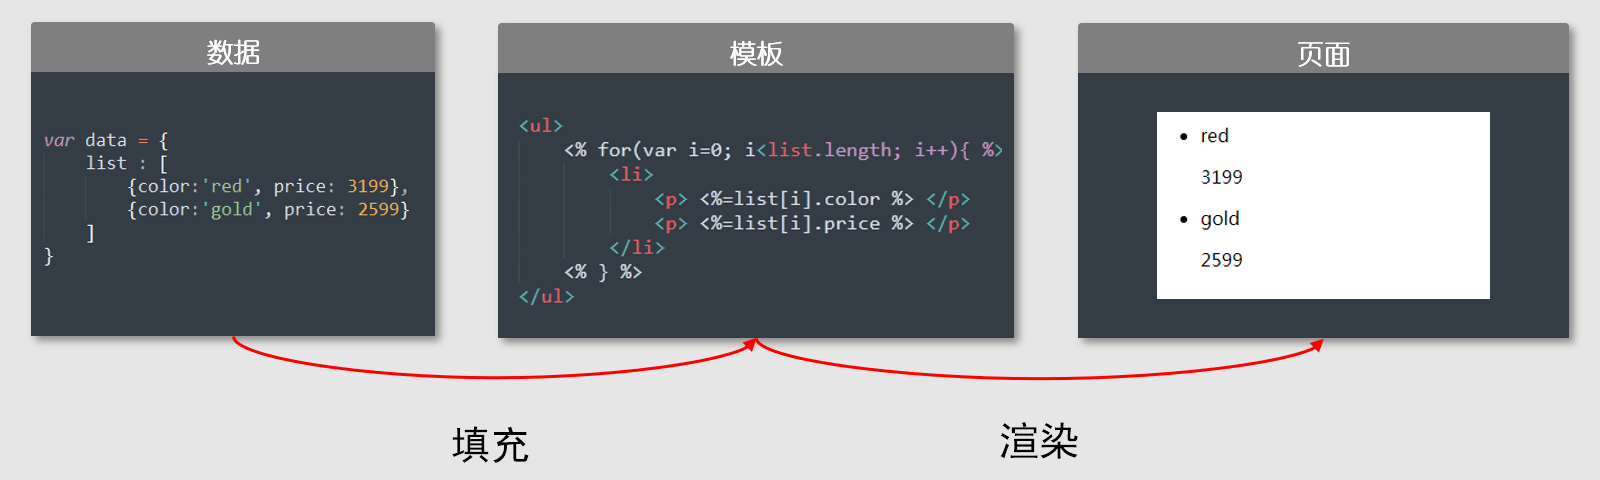 数据
var data = {
    list : [
        {color:'red', price: 3199},
        {color:'gold', price: 2599}
    ]
}
模板
<ul>
    <% for(var i=0; i<list.length; i++){ %>
        <li>
            <p> <%=list[i].color %> </p>
            <p> <%=list[i].price %> </p>
        </li>
    <% } %>
</ul>
页面
• red
3199
• gold
2599
填充
渲染